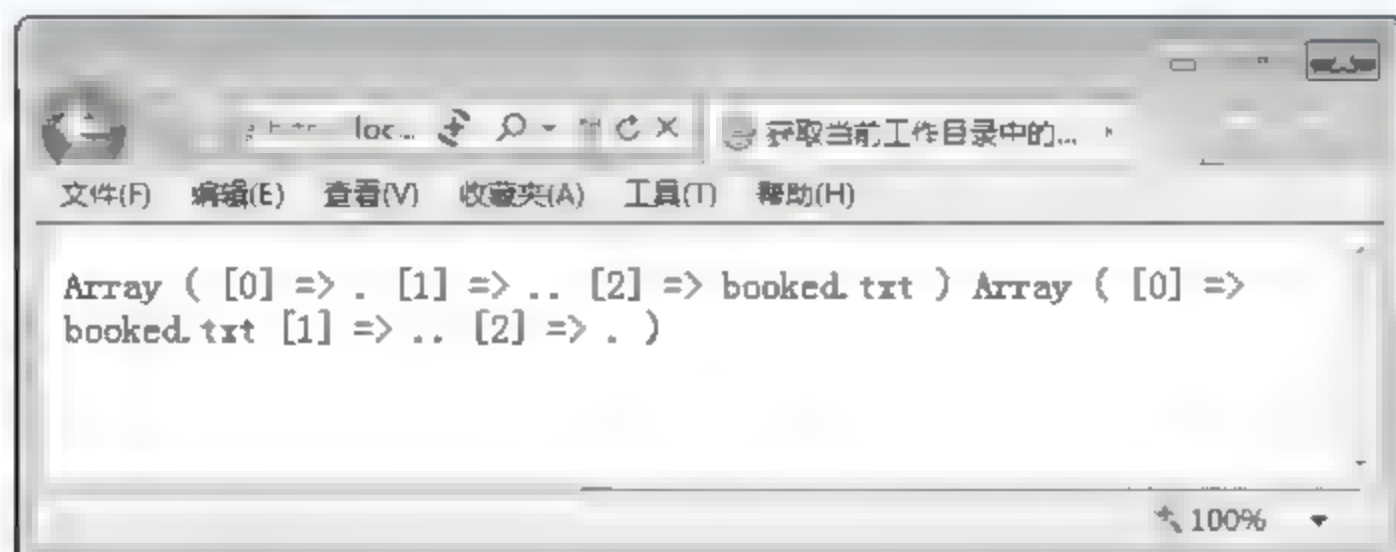 loc...
获取当前工作目录中的...
文件(F) 编辑(E) 查看(V) 收藏夹(A) 工具(T) 帮助(H)
Array ( [0] => . [1] => .. [2] => booked.txt ) Array ( [0] =>
booked.txt [1] => .. [2] => . )
100%